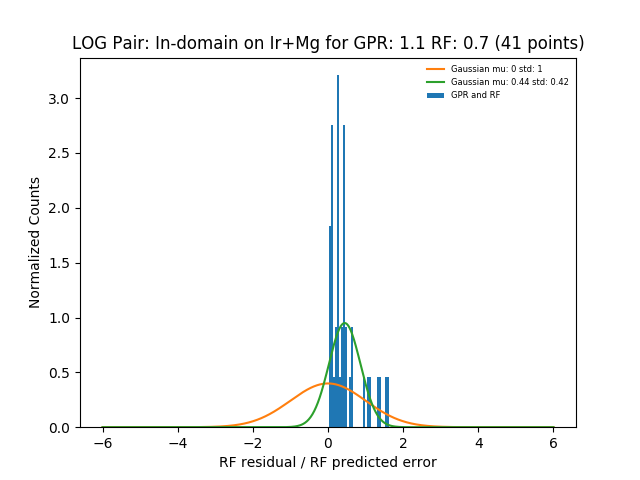 LOG Pair: In-domain on Ir+Mg for GPR: 1.1 RF: 0.7 (41 points)
Gaussian mu: 0 std: 1
Gaussian mu: 0.44 std: 0.42
GPR and RF
Normalized Counts
3.0
2.5
2.0
1.5
1.0
0.5
0.0
−6 −4 −2 0 2 4 6
RF residual / RF predicted error